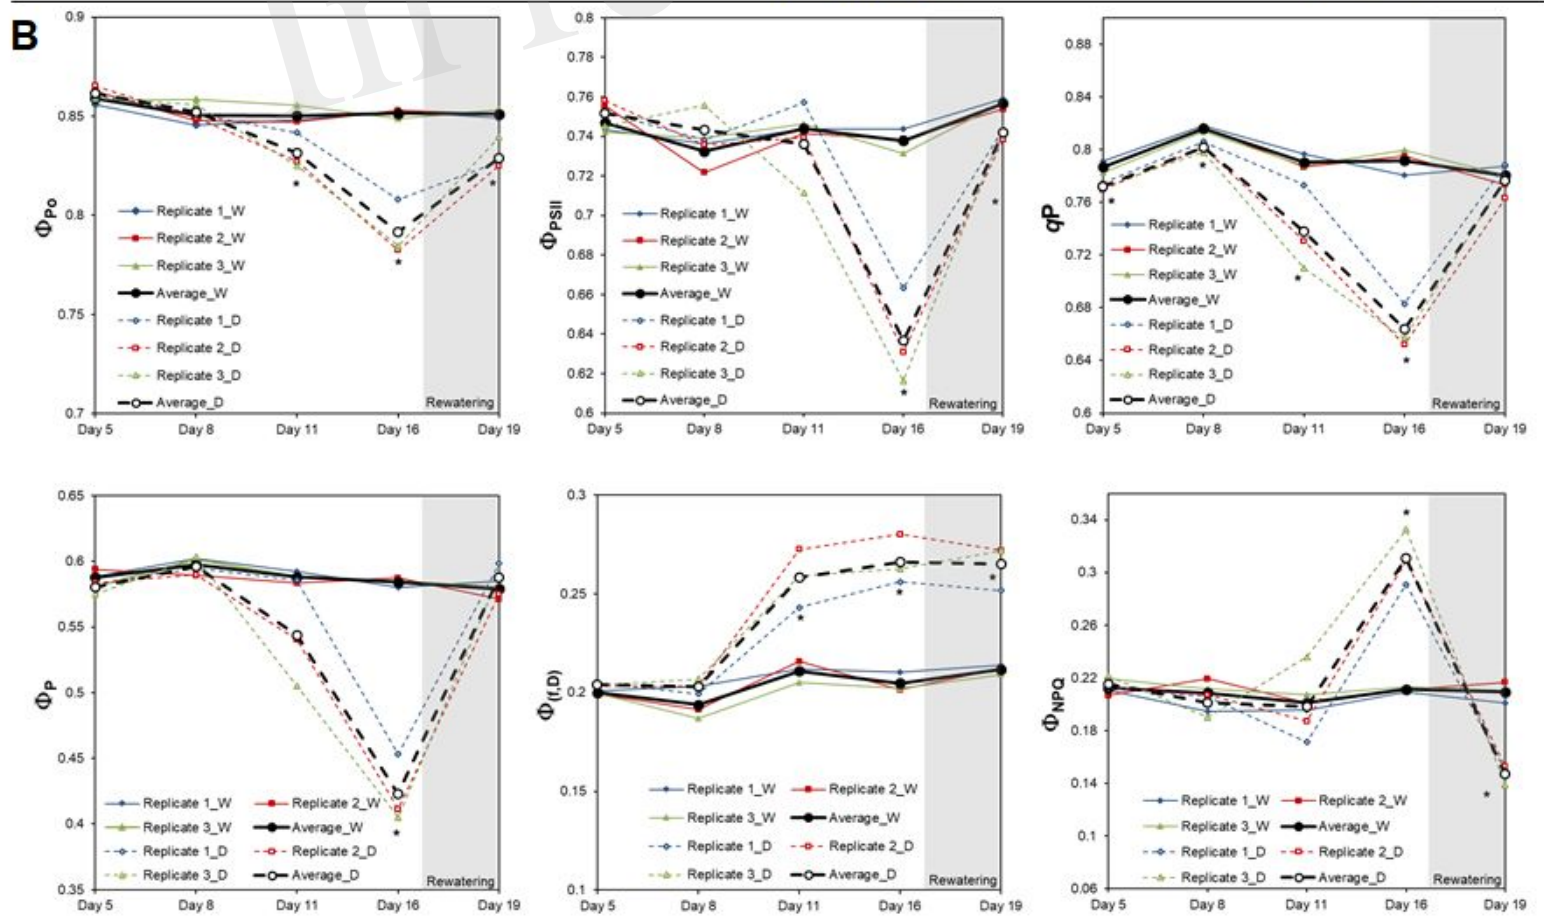 In re
B
0.9
0.85
0.8
0.75
0.7
ΦPo
Replicate 1_W
Replicate 2_W
Replicate 3_W
Average_W
Replicate 1_D
Replicate 2_D
Replicate 3_D
Average_D
*
*
*
Rewatering
Day 5 Day 8 Day 11 Day 16 Day 19
0.8
0.76
0.74
0.72
0.7
0.68
0.66
0.64
0.62
0.6
ΦPSII
Replicate 1_W
Replicate 2_W
Replicate 3_W
Average_W
Replicate 1_D
Replicate 2_D
Replicate 3_D
Average_D
*
*
Rewatering
Day 5 Day 8 Day 11 Day 16 Day 19
0.88
0.84
0.8
0.76
0.72
0.68
0.64
0.6
qP
Replicate 1_W
Replicate 2_W
Replicate 3_W
Average_W
Replicate 1_D
Replicate 2_D
Replicate 3_D
Average_D
*
*
*
*
Rewatering
Day 5 Day 8 Day 11 Day 16 Day 19
0.65
0.6
0.55
0.5
0.45
0.4
0.35
ΦP
Replicate 1_W Replicate 2_W
Replicate 3_W Average_W
Replicate 1_D Replicate 2_D
Replicate 3_D Average_D
*
Rewatering
Day 5 Day 8 Day 11 Day 16 Day 19
0.3
0.25
0.2
0.15
0.1
Φ(f,D)
Replicate 1_W Replicate 2_W
Replicate 3_W Average_W
Replicate 1_D Replicate 2_D
Replicate 3_D Average_D
*
*
*
Rewatering
Day 5 Day 8 Day 11 Day 16 Day 19
0.34
0.3
0.26
0.22
0.18
0.14
0.1
0.06
ΦNPQ
Replicate 1_W Replicate 2_W
Replicate 3_W Average_W
Replicate 1_D Replicate 2_D
Replicate 3_D Average_D
*
*
Rewatering
Day 5 Day 8 Day 11 Day 16 Day 19